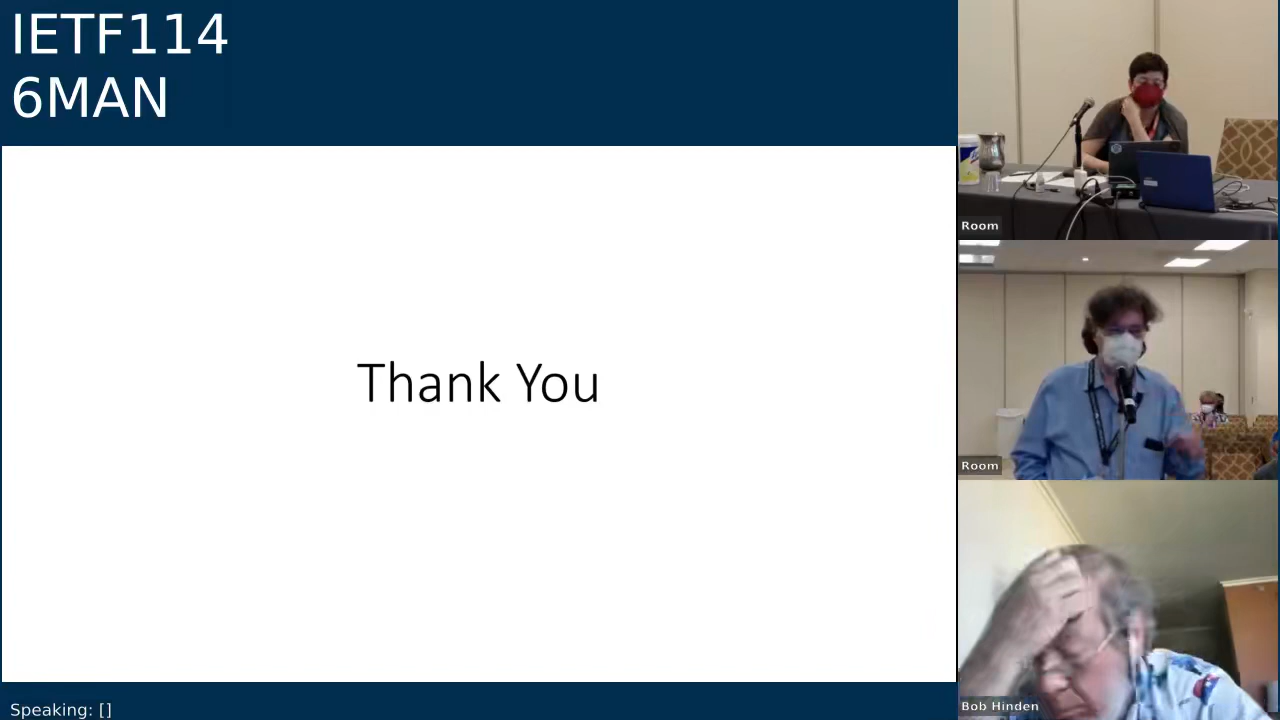 IETF114
6MAN
Thank You
Room
Room
Bob Hinden
Speaking: []